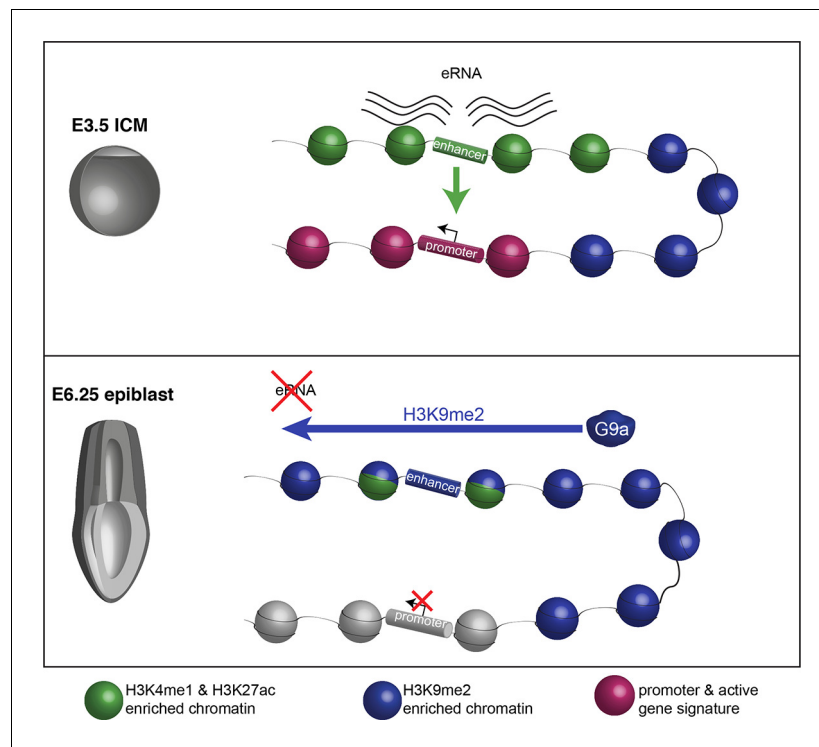 eRNA
E3.5 ICM
enhancer
promoter
E6.25 epiblast
eRNA
H3K9me2
G9a
enhancer
promoter
H3K4me1 & H3K27ac
enriched chromatin
H3K9me2
enriched chromatin
promoter & active
gene signature